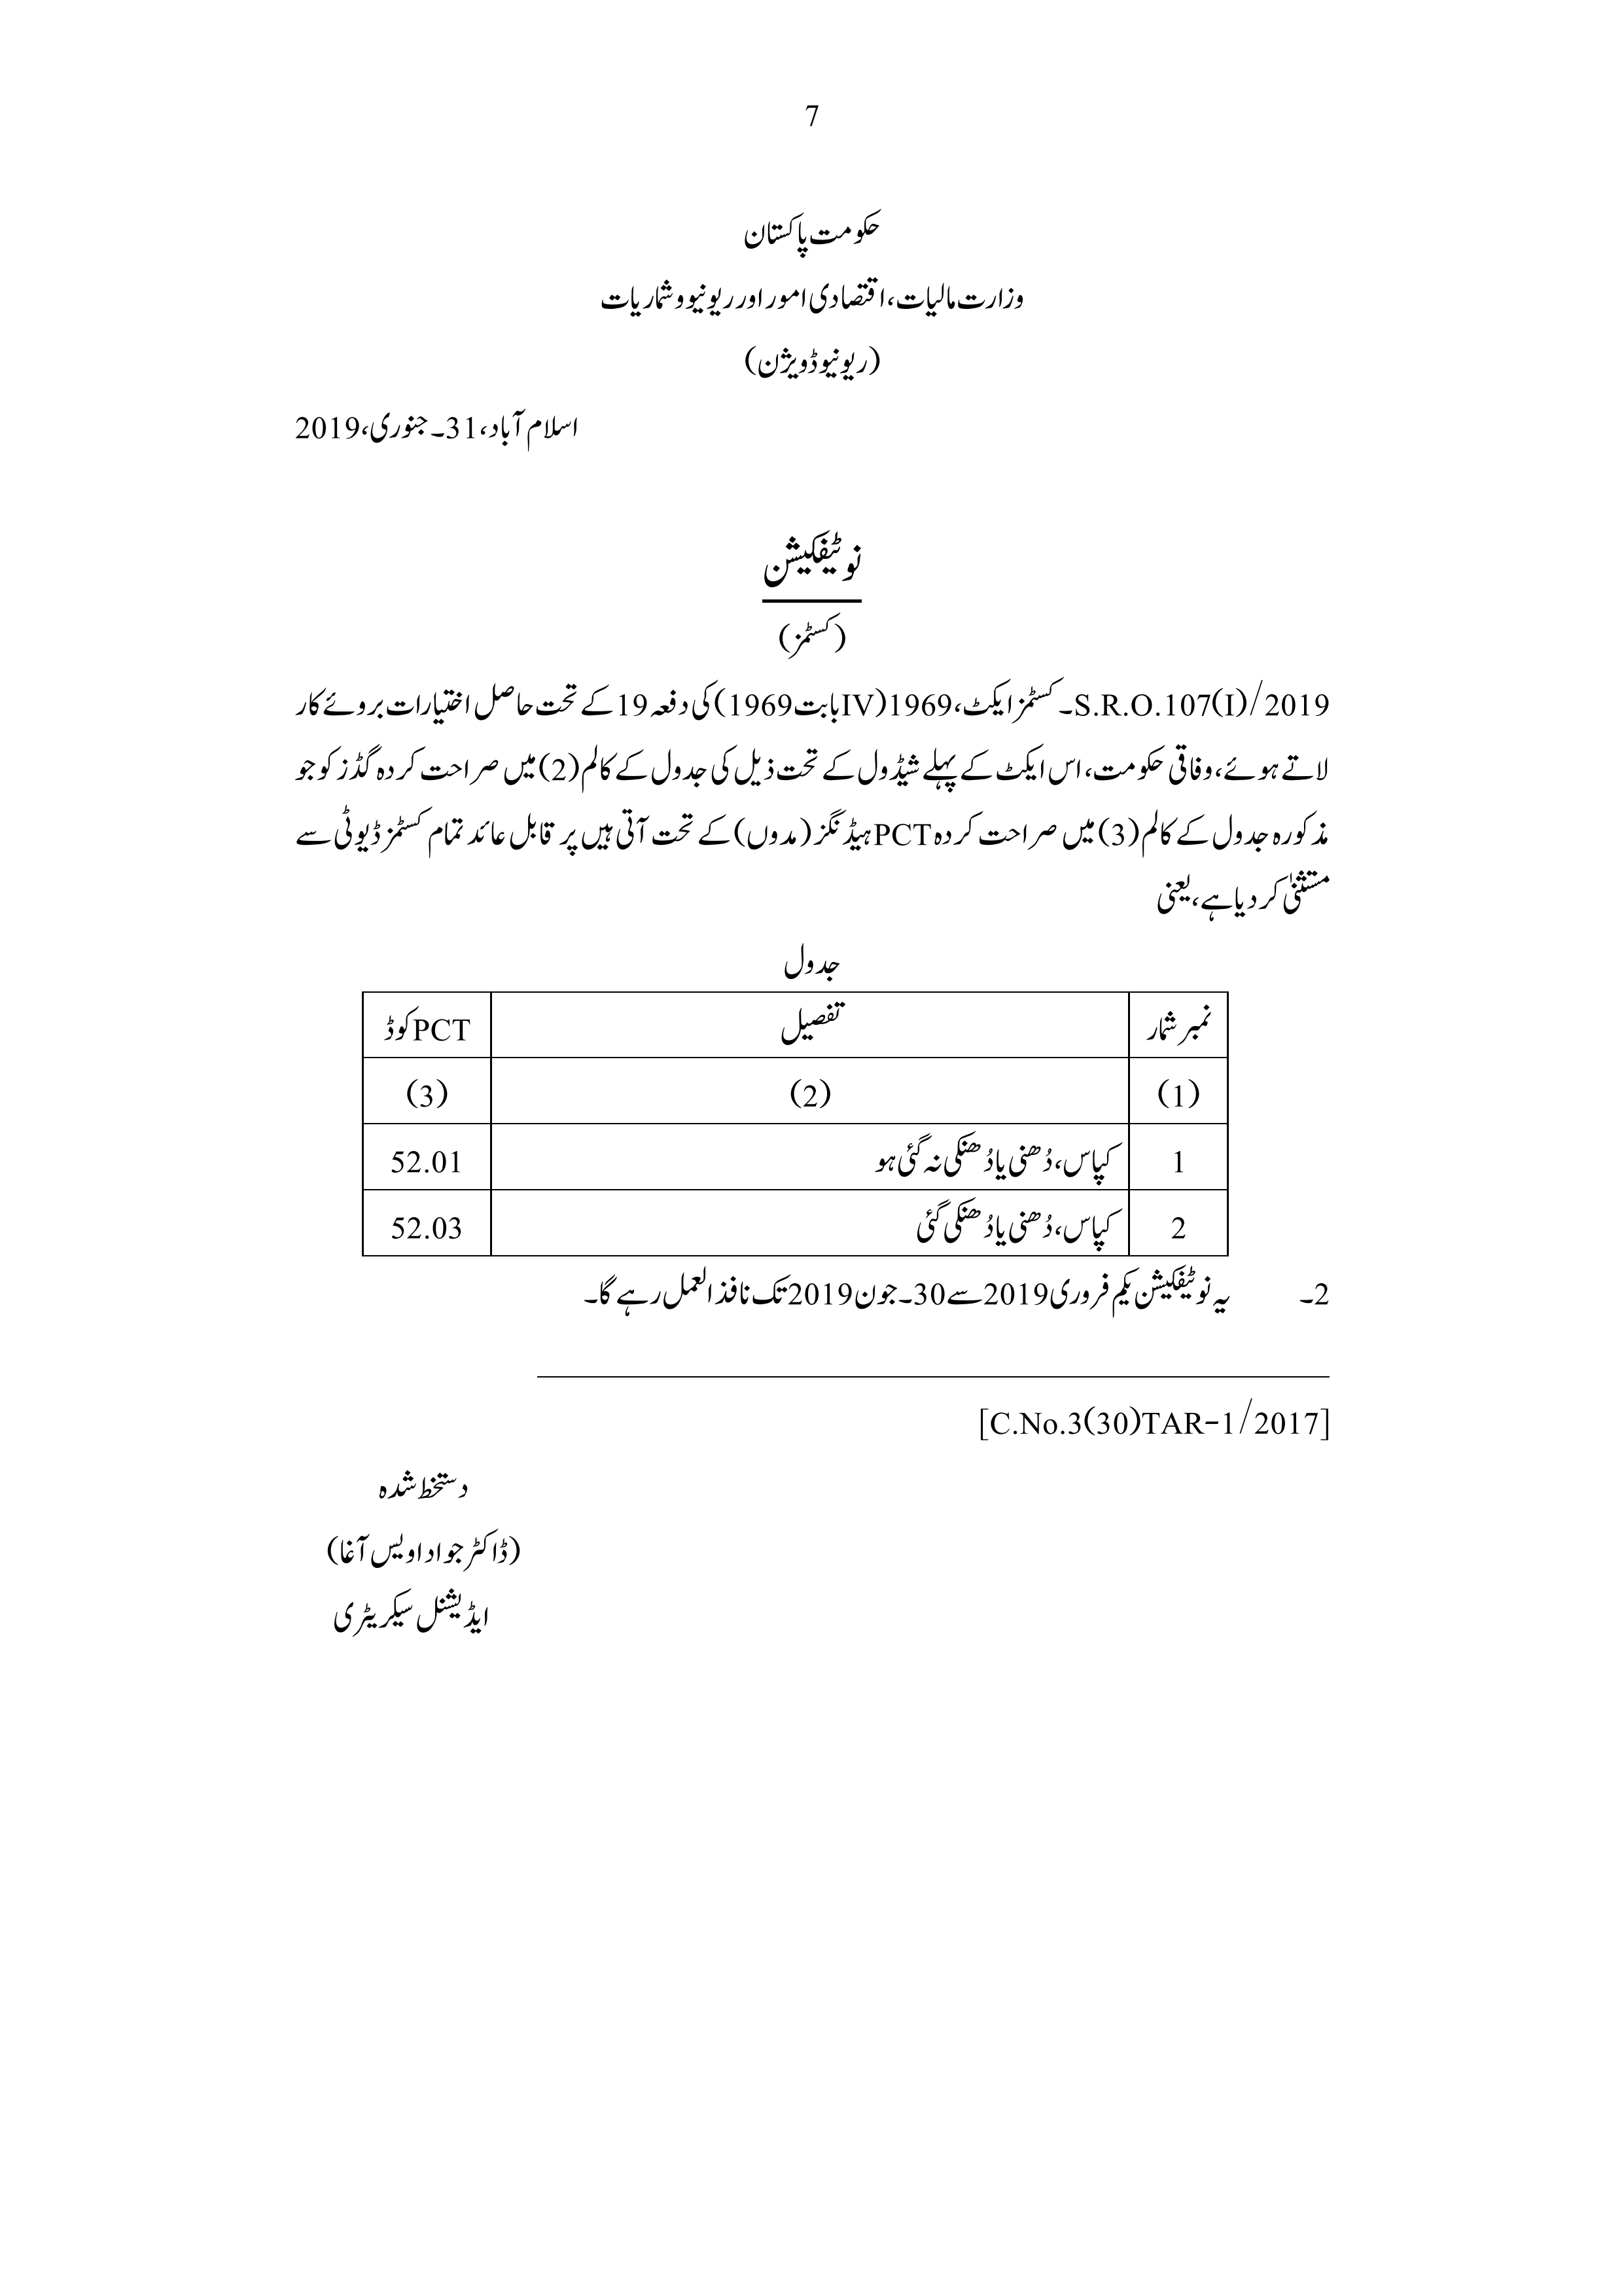 7
حکومت پاکستان
وزارت مالیات، اقتصادی امور اور ریونیو و شماریات
(ریونیو ڈویژن)
اسلام آباد، 31۔ جنوری، 2019
نوٹیفکیشن
(کسٹمز)
S.R.O.107(I)/2019۔ کسٹمز ایکٹ، 1969 (IV بابت 1969) کی دفعہ 19 کے تحت حاصل اختیارات بروئے کار
لاتے ہوئے، وفاقی حکومت، اس ایکٹ کے پہلے شیڈول کے تحت ذیل کی جدول کے کالم (2) میں صراحت کردہ گڈز کو جو
مذکورہ جدول کے کالم (3) میں صراحت کردہ PCT ہیڈنگز (مدوں) کے تحت آتی ہیں پر قابل عائد تمام کسٹمز ڈیوٹی سے
مستثنیٰ کر دیا ہے، یعنی
جدول
نمبر شمار تفصیل PCT کوڈ
(1) (2) (3)
1 کپاس، دُھنی یا دُھنکی نہ گئی ہو 52.01
2 کپاس، دُھنی یا دُھنکی گئی 52.03
2۔ یہ نوٹیفکیشن یکم فروری 2019 سے 30۔ جون 2019 تک نافذ العمل رہے گا۔
[C.No.3(30)TAR-1/2017]
دستخط شدہ
(ڈاکٹر جواد اویس آغا)
ایڈیشنل سیکریٹری